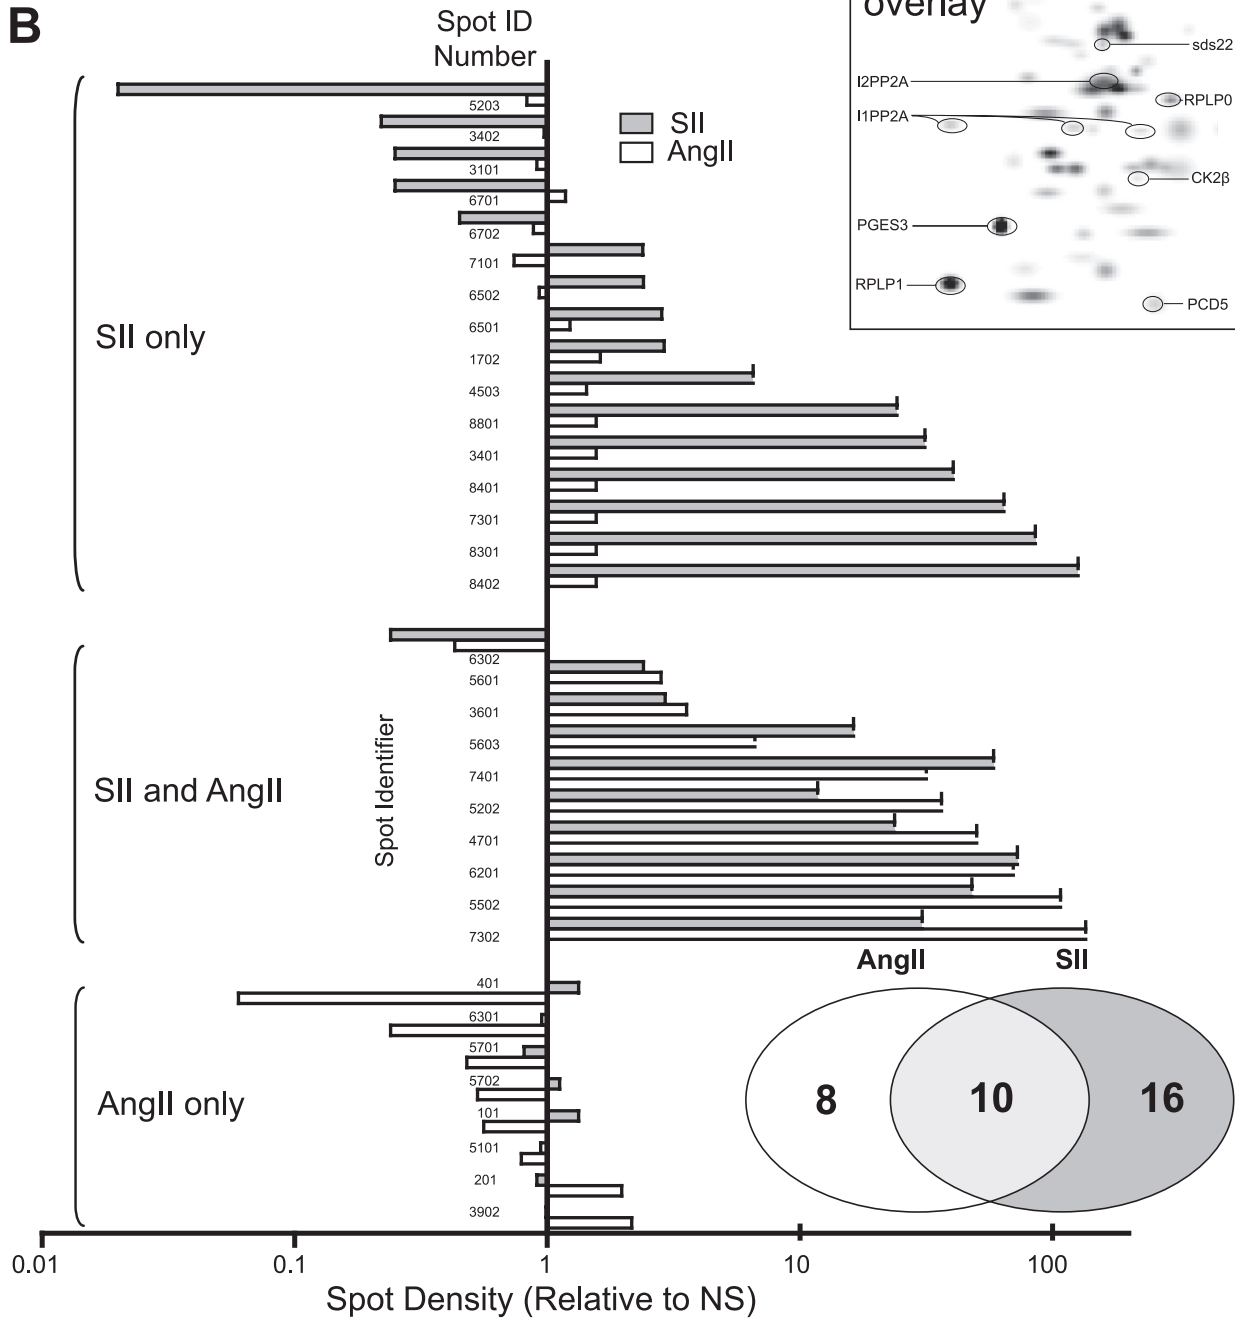 B
Spot ID
Number
overlay
sds22
I2PP2A
RPLP0
I1PP2A
CK2β
PGES3
RPLP1
PCD5
SII
AngII
SII only
5203
3402
3101
6701
6702
7101
6502
6501
1702
4503
8801
3401
8401
7301
8301
8402
SII and AngII
Spot Identifier
6302
5601
3601
5603
7401
5202
4701
6201
5502
7302
AngII only
401
6301
5701
5702
101
5101
201
3902
AngII SII
8 10 16
0.01 0.1 1 10 100
Spot Density (Relative to NS)